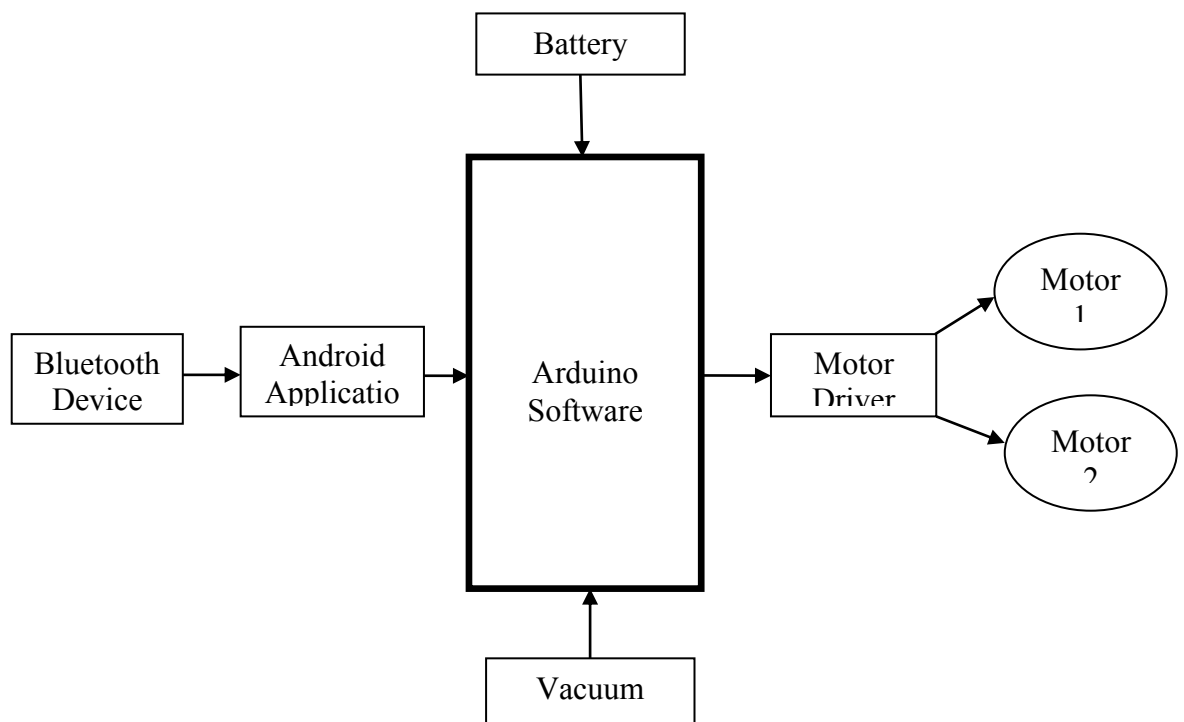 Battery
Bluetooth
Device
Android
Applicatio
Arduino
Software
Motor
Driver
Motor
1
Motor
2
Vacuum